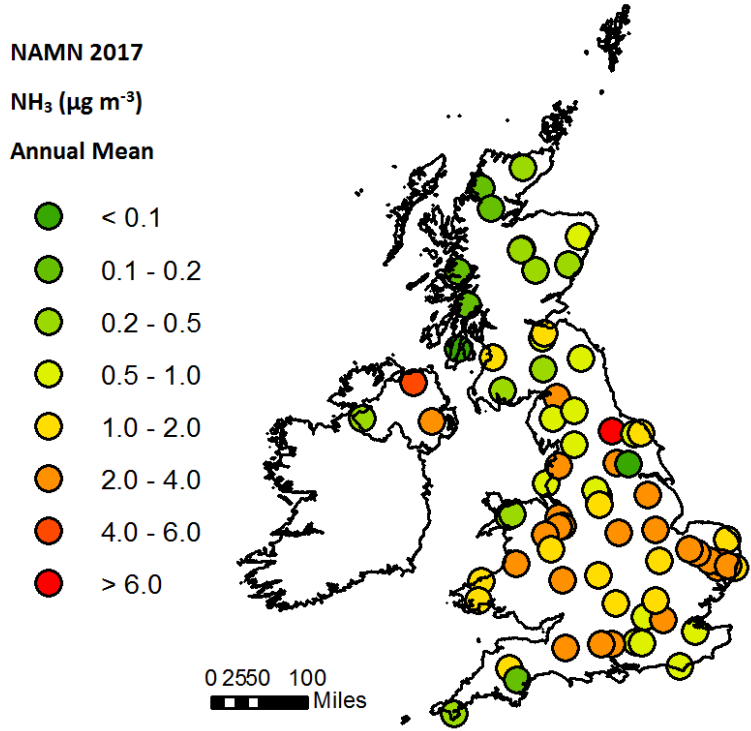 NAMN 2017
NH₃ (µg m⁻³)
Annual Mean
< 0.1
0.1 - 0.2
0.2 - 0.5
0.5 - 1.0
1.0 - 2.0
2.0 - 4.0
4.0 - 6.0
> 6.0
0 25 50 100
Miles